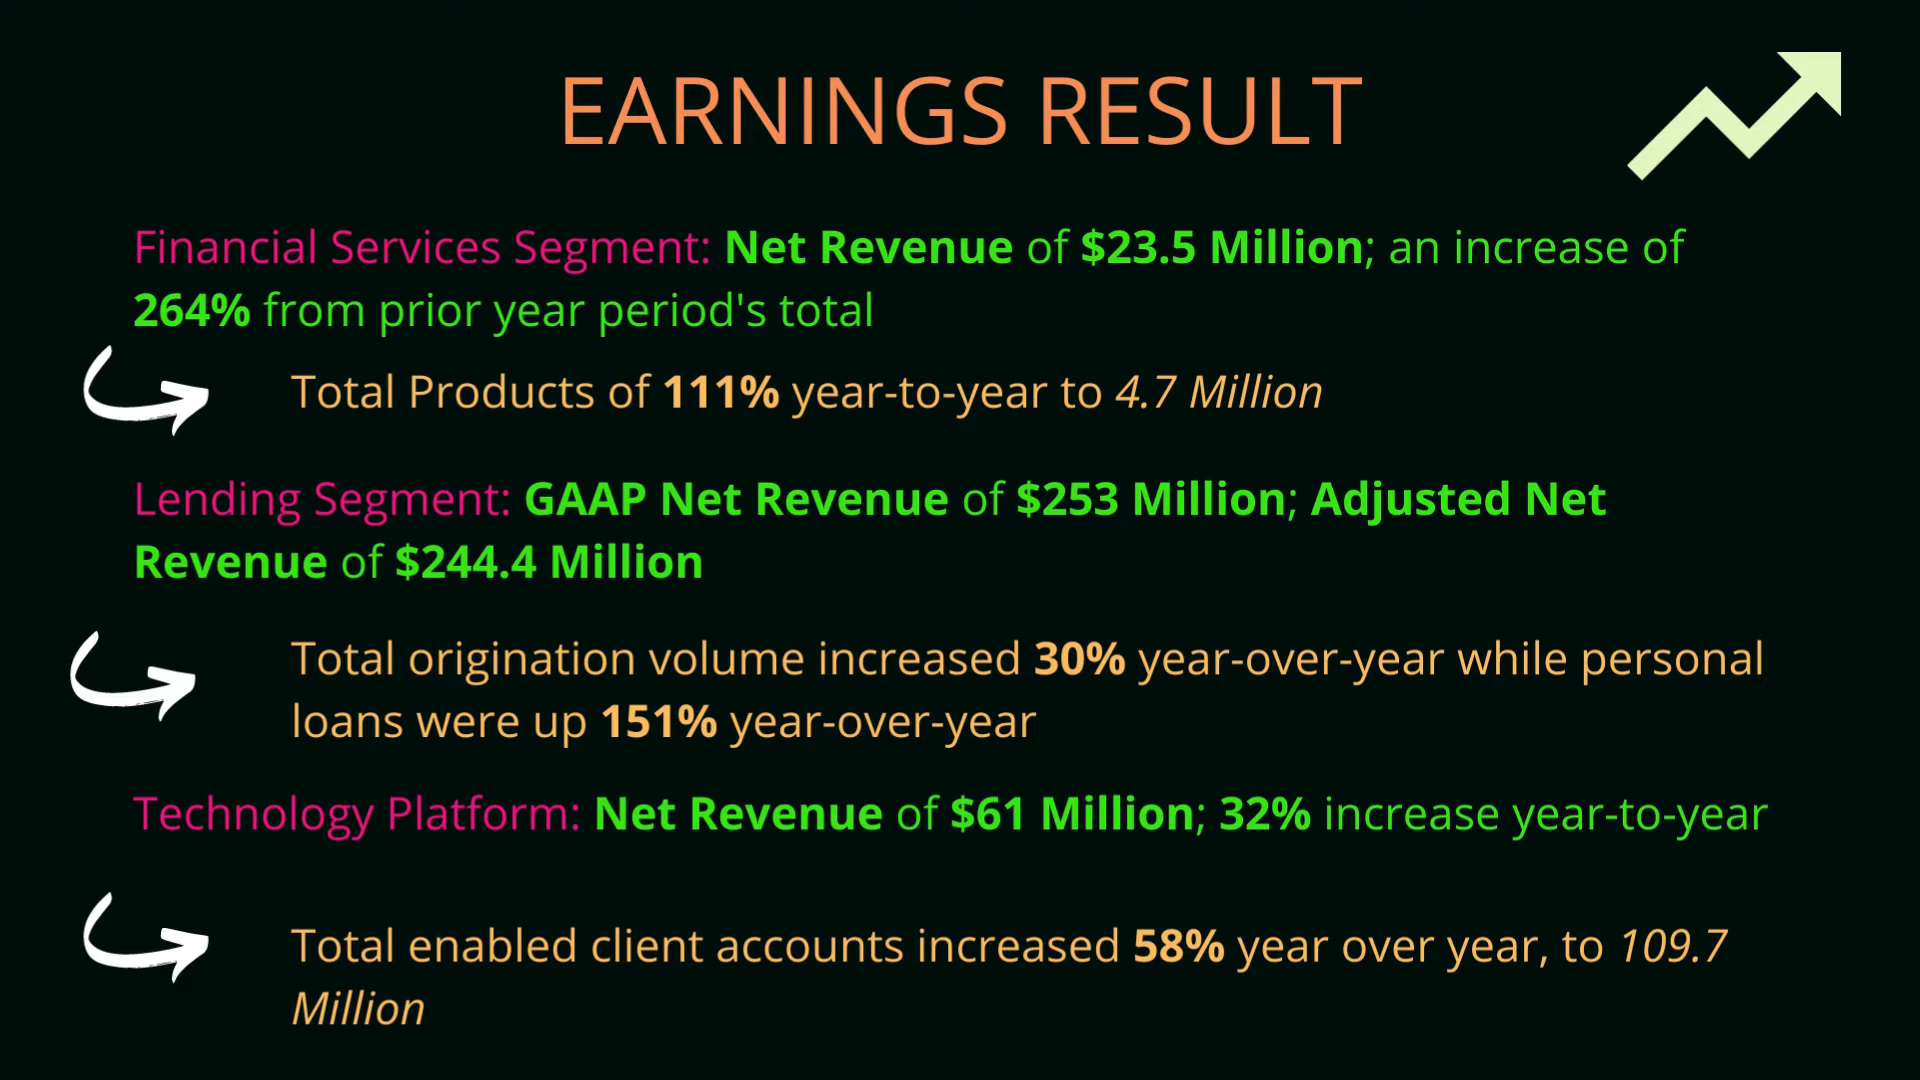 EARNINGS RESULT
Financial Services Segment: Net Revenue of $23.5 Million; an increase of
264% from prior year period's total
Total Products of 111% year-to-year to 4.7 Million
Lending Segment: GAAP Net Revenue of $253 Million; Adjusted Net
Revenue of $244.4 Million
Total origination volume increased 30% year-over-year while personal
loans were up 151% year-over-year
Technology Platform: Net Revenue of $61 Million; 32% increase year-to-year
Total enabled client accounts increased 58% year over year, to 109.7
Million